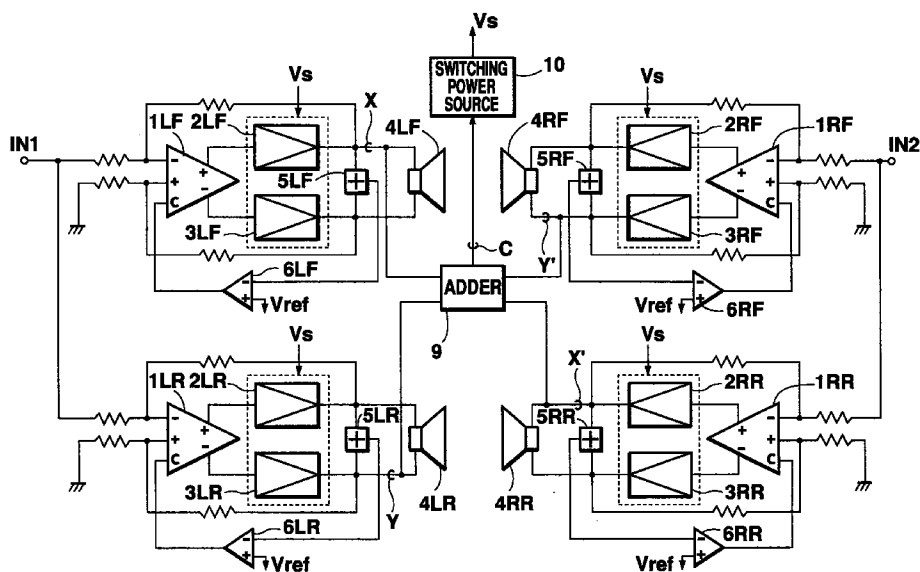 Vs
SWITCHING
POWER
SOURCE
10
Vs
X
1LF
2LF
4LF
4RF
Vs
2RF
1RF
IN1
IN2
5LF
5RF
-
+
+
-
C
+
-
+
+
-
C
3LF
C
Y'
3RF
6LF
-
+
Vref
ADDER
9
-
+
Vref
6RF
Vs
X'
Vs
1LR
2LR
2RR
1RR
5LR
5RR
-
+
+
-
C
+
-
+
+
-
C
3LR
Y
4LR
4RR
3RR
6LR
-
+
Vref
6RR
-
+
Vref